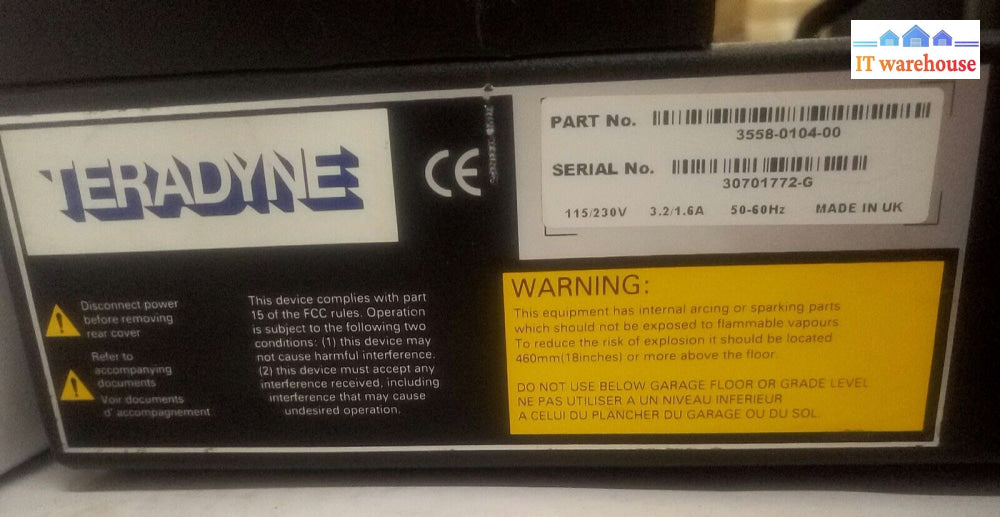 IT warehouse
TERADYNE
CE
PART No.
3558-0104-00
SERIAL No.
30701772-G
115/230V 3.2/1.6A 50-60Hz MADE IN UK
Disconnect power
before removing
rear cover
Refer to
accompanying
documents
Voir documents
d' accompagnement
This device complies with part
15 of the FCC rules. Operation
is subject to the following two
conditions: (1) this device may
not cause harmful interference.
(2) this device must accept any
interference received, including
interference that may cause
undesired operation.
WARNING:
This equipment has internal arcing or sparking parts
which should not be exposed to flammable vapours.
To reduce the risk of explosion it should be located
460mm(18inches) or more above the floor.
DO NOT USE BELOW GARAGE FLOOR OR GRADE LEVEL
NE PAS UTILISER A UN NIVEAU INFERIEUR
A CELUI DU PLANCHER DU GARAGE OU DU SOL.